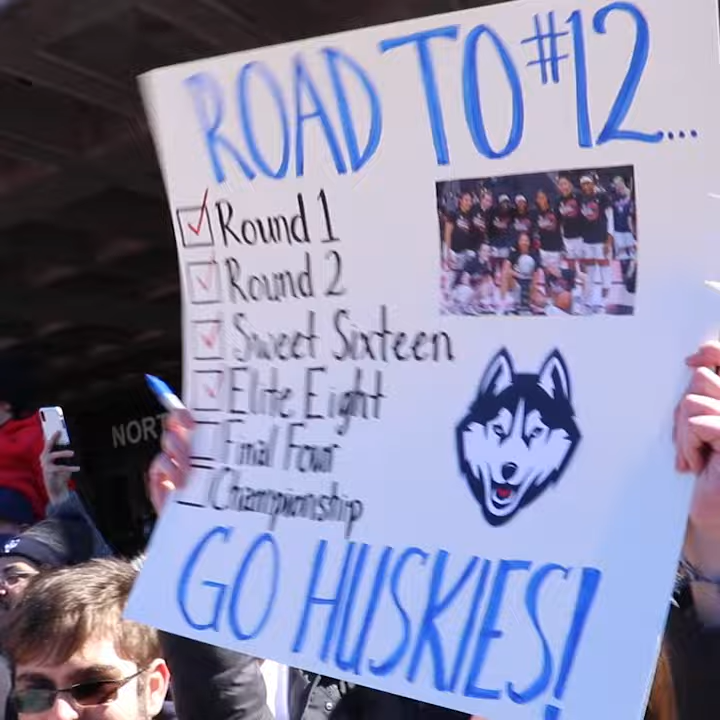 ROAD TO #12...
Round 1
Round 2
Sweet Sixteen
Elite Eight
Final Four
Championship
GO HUSKIES!
NORT